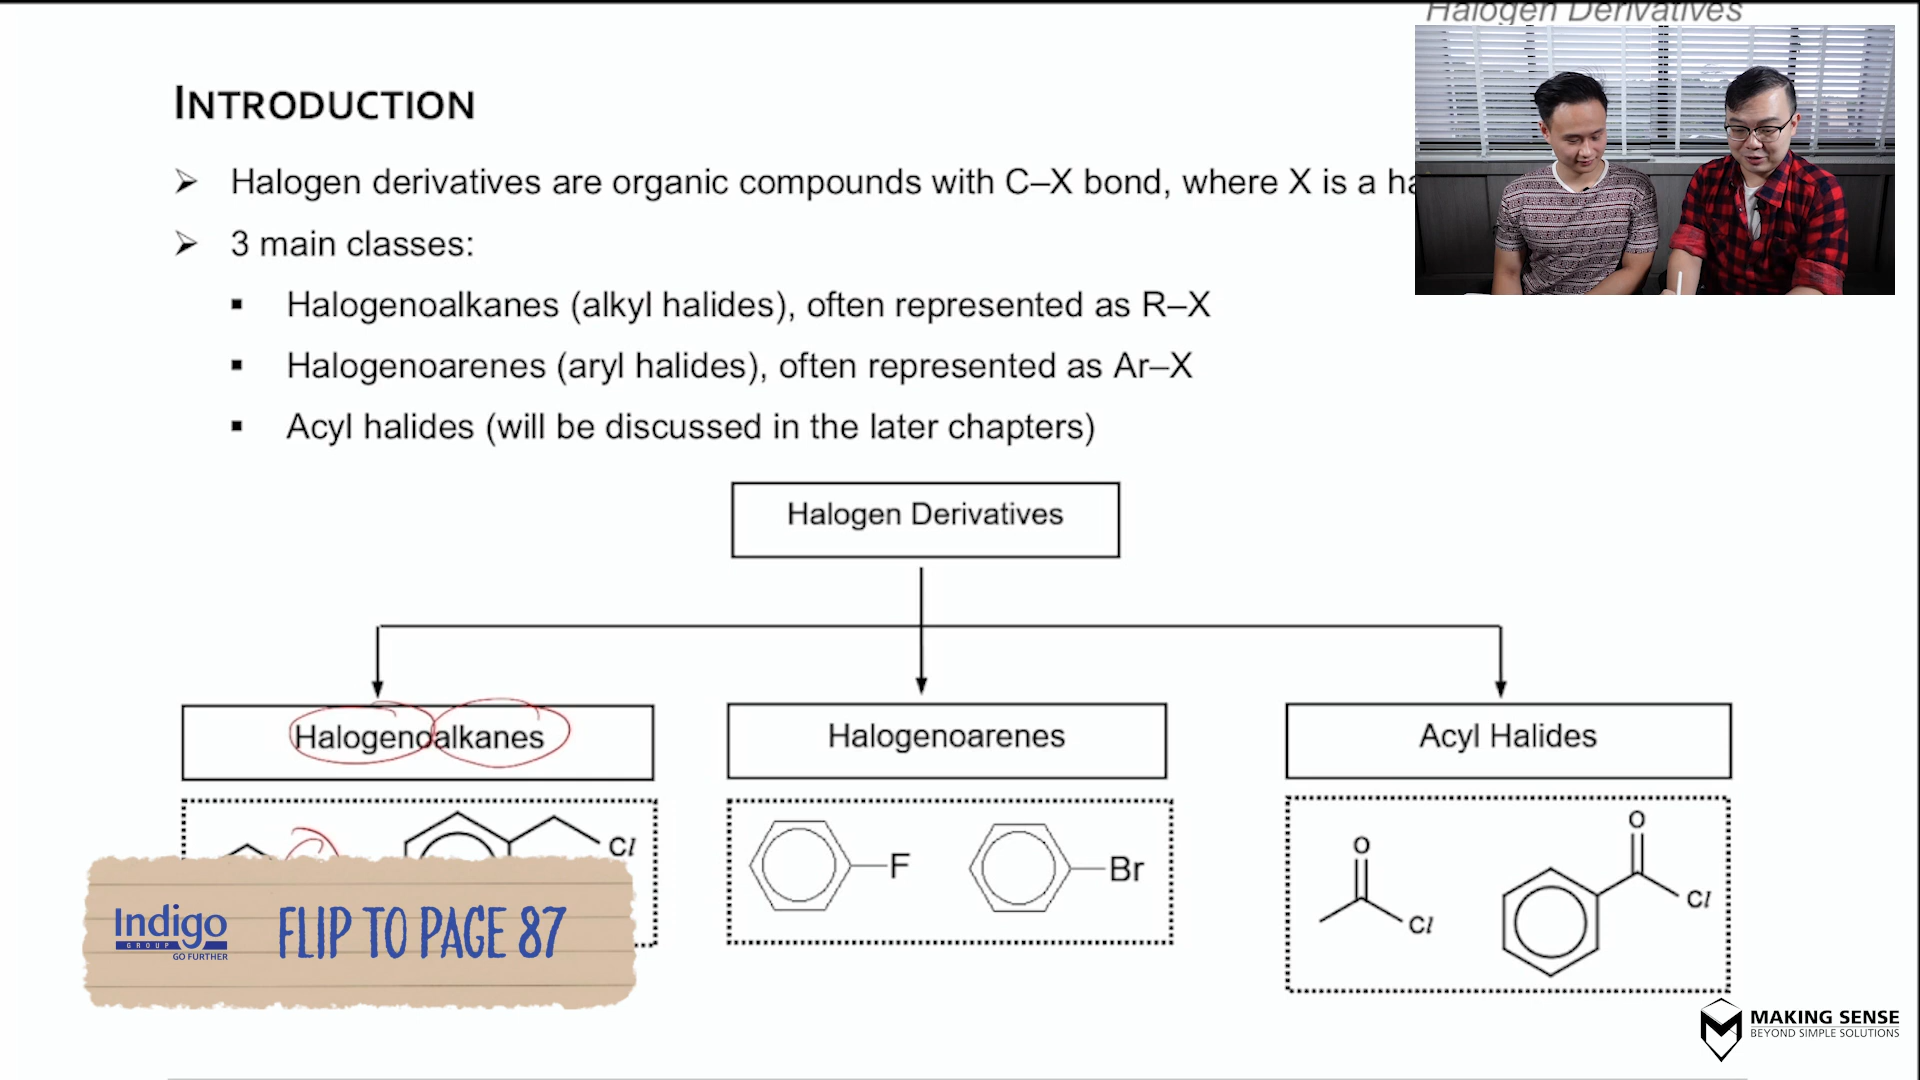 Halogen Derivatives
INTRODUCTION
➢ Halogen derivatives are organic compounds with C–X bond, where X is a
➢ 3 main classes:
▪ Halogenoalkanes (alkyl halides), often represented as R–X
▪ Halogenoarenes (aryl halides), often represented as Ar–X
▪ Acyl halides (will be discussed in the later chapters)
Halogen Derivatives
Halogenoalkanes
Halogenoarenes
Acyl Halides
Cl
F
Br
O
Cl
O
Cl
Indigo
GROUP
GO FURTHER
FLIP TO PAGE 87
MAKING SENSE
BEYOND SIMPLE SOLUTIONS